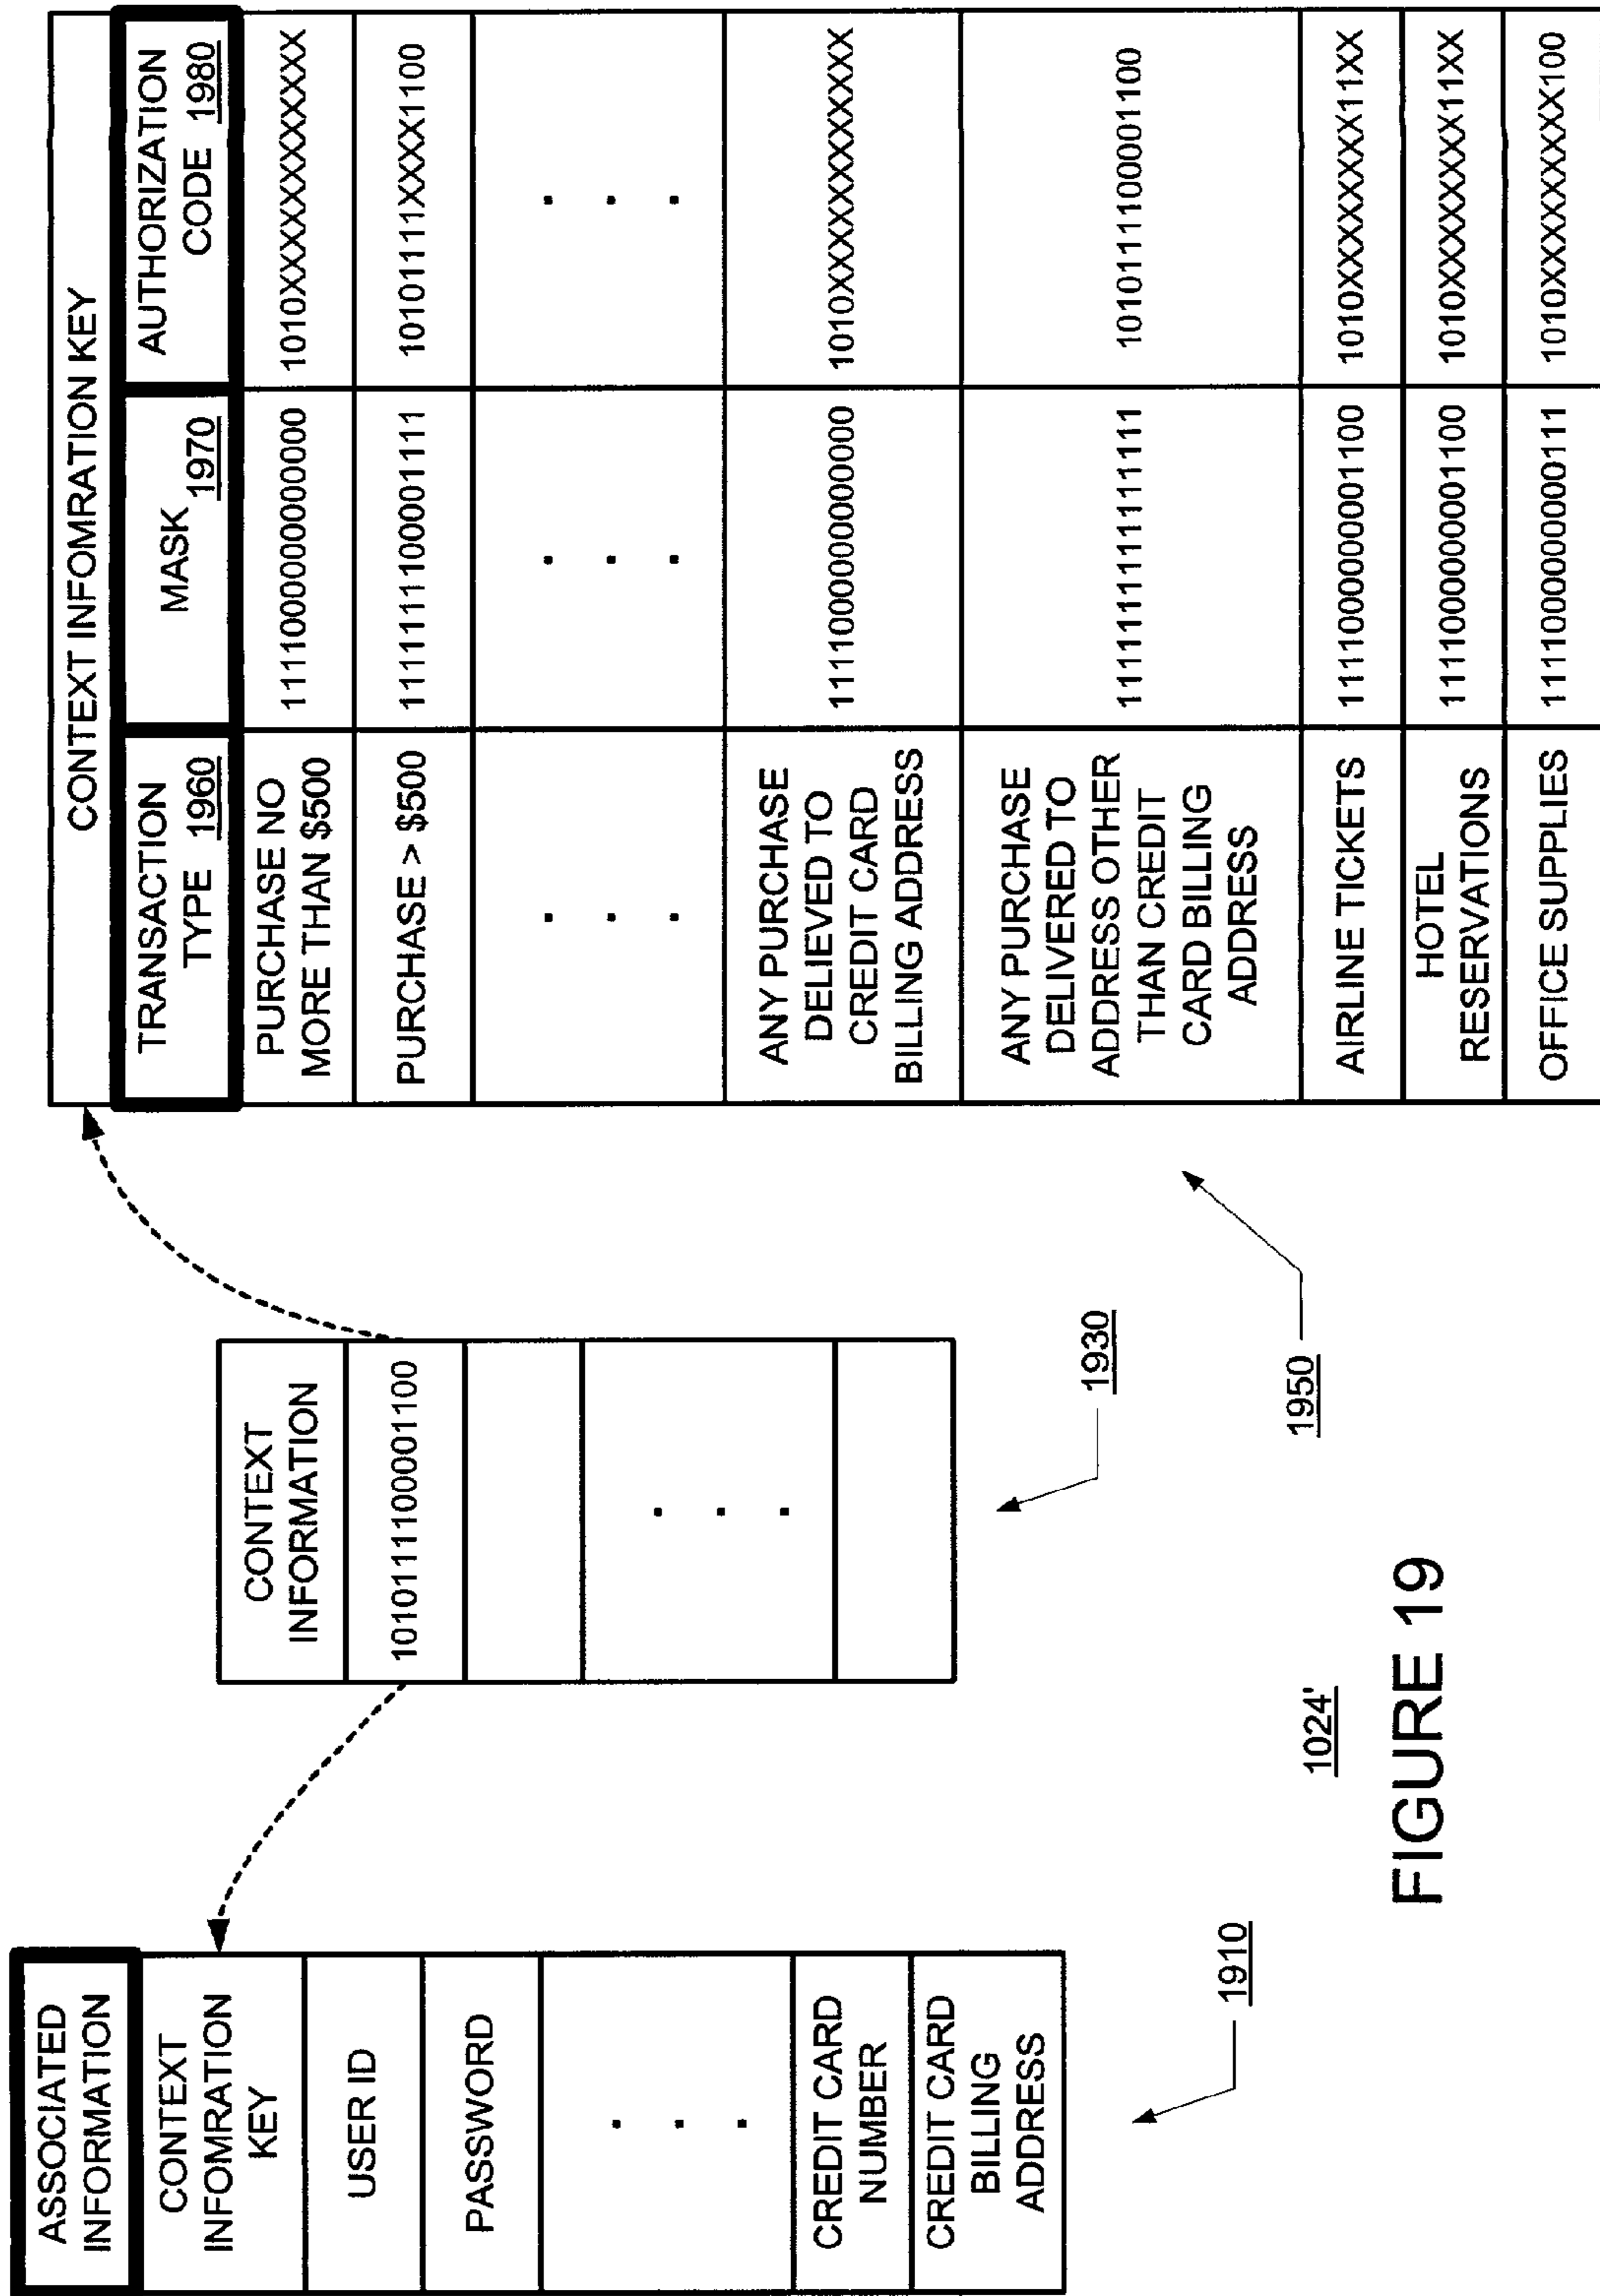 ASSOCIATED
INFORMATION
CONTEXT
INFOMRATION
KEY
USER ID
PASSWORD
. . .
CREDIT CARD
NUMBER
CREDIT CARD
BILLING
ADDRESS
1910
CONTEXT
INFORMATION
1010111100001100
. . .
1930
CONTEXT INFOMRATION KEY
TRANSACTION
TYPE 1960
MASK
1970
AUTHORIZATION
CODE 1980
PURCHASE NO
MORE THAN $500
1111000000000000
1010XXXXXXXXXXXX
PURCHASE > $500
1111111100001111
10101111XXXX1100
. . .
. . .
. . .
ANY PURCHASE
DELIEVED TO
CREDIT CARD
BILLING ADDRESS
1111000000000000
1010XXXXXXXXXXXX
ANY PURCHASE
DELIVERED TO
ADDRESS OTHER
THAN CREDIT
CARD BILLING
ADDRESS
1111111111111111
1010111100001100
AIRLINE TICKETS
1111000000001100
1010XXXXXXXX11XX
HOTEL
RESERVATIONS
1111000000001100
1010XXXXXXXX11XX
OFFICE SUPPLIES
1111000000000111
1010XXXXXXXXX100
1950
1024'
FIGURE 19